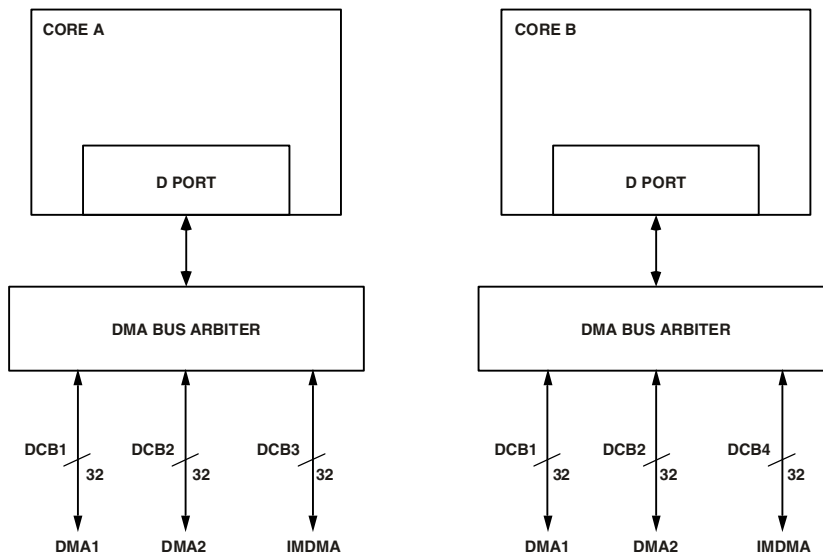 CORE A
D PORT
DMA BUS ARBITER
DCB1
32
DCB2
32
DCB3
32
DMA1
DMA2
IMDMA
CORE B
D PORT
DMA BUS ARBITER
DCB1
32
DCB2
32
DCB4
32
DMA1
DMA2
IMDMA